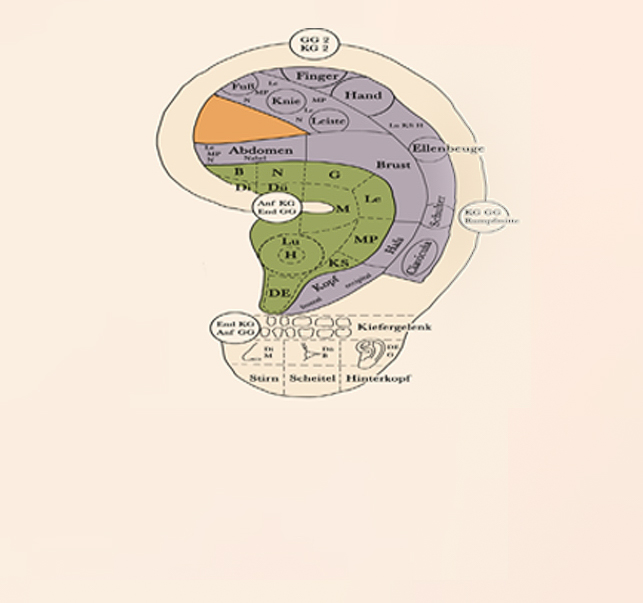 GG 2
KG 2
Finger
Fuß
Le
MP
N
Knie
MP
Hand
Le
N
Leiste
Lu KS H
Le
MP
N
Abdomen
Nabel
Ellenbeuge
Brust
B
N
G
Di
Dü
Le
Anf KG
End GG
M
Schulter
KG GG
Rumpfmitte
Lu
H
MP
Hals
KS
Clavicula
DE
Kopf
frontal
occipital
End KG
Anf GG
Kiefergelenk
Di
M
Dü
B
DE
G
Stirn
Scheitel
Hinterkopf